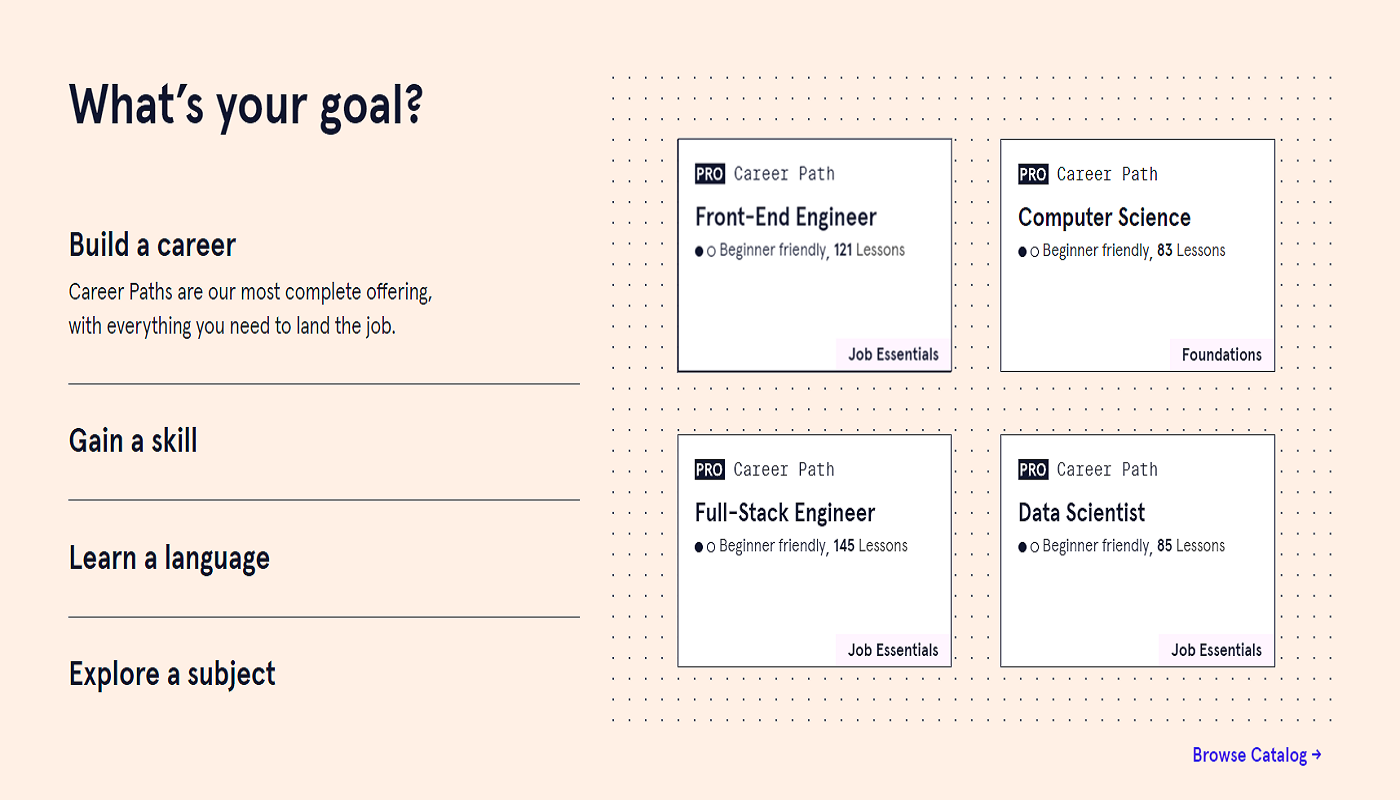 What’s your goal?
Build a career
Career Paths are our most complete offering,
with everything you need to land the job.
Gain a skill
Learn a language
Explore a subject
PRO Career Path
Front-End Engineer
Beginner friendly, 121 Lessons
Job Essentials
PRO Career Path
Computer Science
Beginner friendly, 83 Lessons
Foundations
PRO Career Path
Full-Stack Engineer
Beginner friendly, 145 Lessons
Job Essentials
PRO Career Path
Data Scientist
Beginner friendly, 85 Lessons
Job Essentials
Browse Catalog →